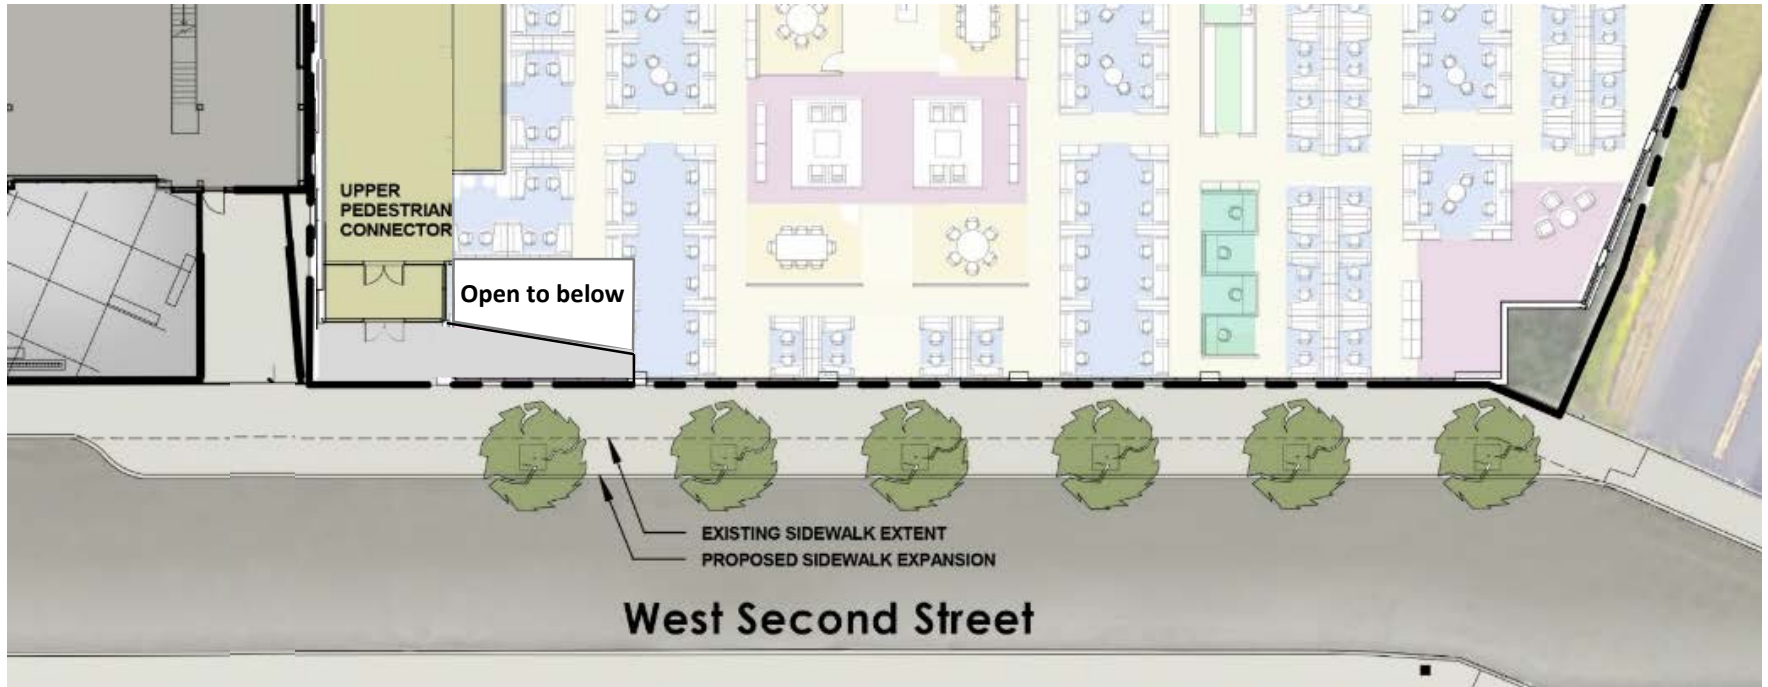 UPPER
PEDESTRIAN
CONNECTOR
Open to below
EXISTING SIDEWALK EXTENT
PROPOSED SIDEWALK EXPANSION
West Second Street